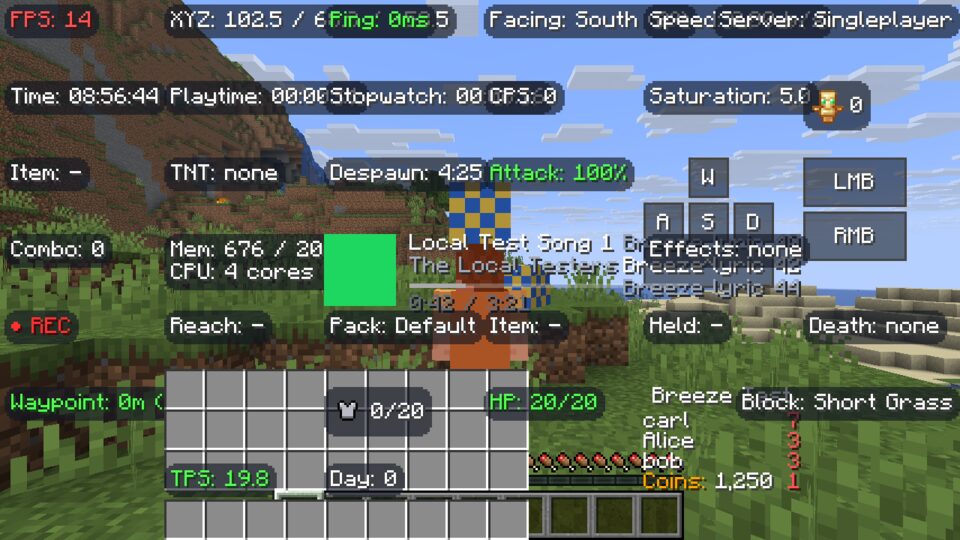 FPS: 14
XYZ: 102.5 / 6
Ping: 0ms
5
Facing: South
Speed
Server: Singleplayer
Time: 08:56:44
Playtime: 00:00
Stopwatch: 00
CPS: 0
Saturation: 5.0
0
Item: -
TNT: none
Despawn: 4:25
Attack: 100%
W
LMB
A
S
D
RMB
Combo: 0
Mem: 676 / 20
CPU: 4 cores
Local Test Song 1
The Local Testers
0:42 / 3:21
Effects: none
Breeze-lyric 42
Breeze-lyric 44
REC
Reach: -
Pack: Default
Item: -
Held: -
Death: none
Waypoint: 0m (
0/20
HP: 20/20
Breeze
Block: Short Grass
carl 7
Alice 3
bob 3
Coins: 1,250 1
TPS: 19.8
Day: 0